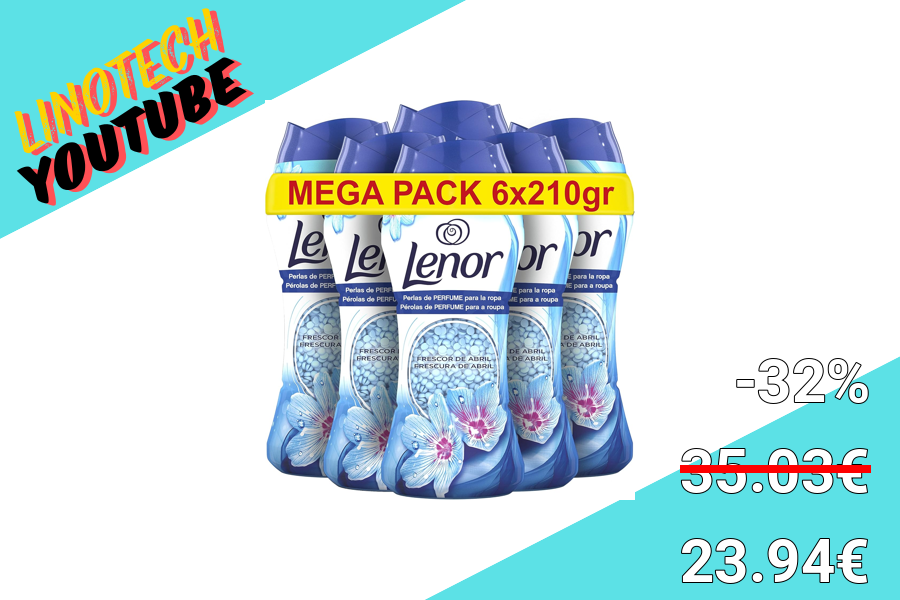 LINOTECH
YOUTUBE
MEGA PACK 6x210gr
Lenor
Perlas de PERFUME para la ropa
Pérolas de PERFUME para a roupa
FRESCOR DE ABRIL
FRESCURA DE ABRIL
-32%
35.03€
23.94€